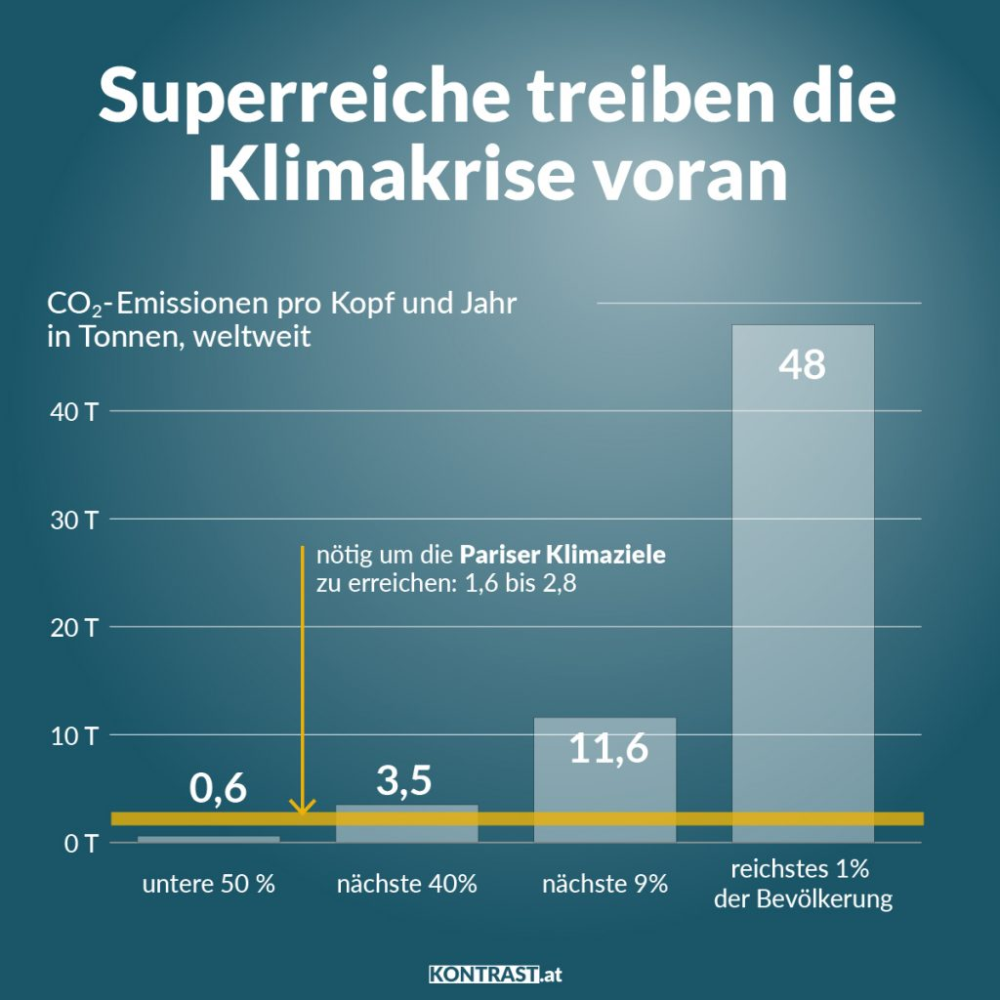 Superreiche treiben die
Klimakrise voran
CO₂-Emissionen pro Kopf und Jahr
in Tonnen, weltweit
48
40 T
30 T
nötig um die Pariser Klimaziele
zu erreichen: 1,6 bis 2,8
20 T
10 T
11,6
0,6
3,5
0 T
untere 50 %
nächste 40%
nächste 9%
reichstes 1%
der Bevölkerung
KONTRAST.at